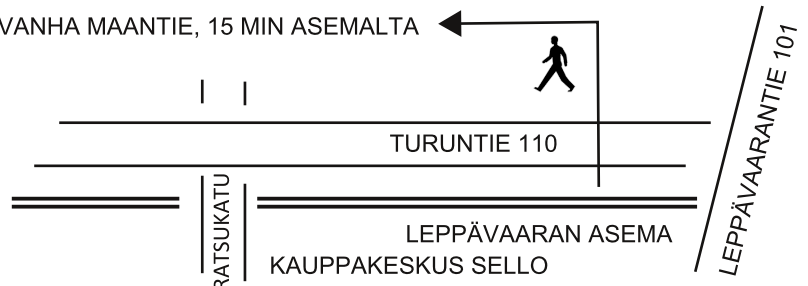 VANHA MAANTIE, 15 MIN ASEMALTA
TURUNTIE 110
LEPPÄVAARANTIE 101
RATSUKATU
LEPPÄVAARAN ASEMA
KAUPPAKESKUS SELLO